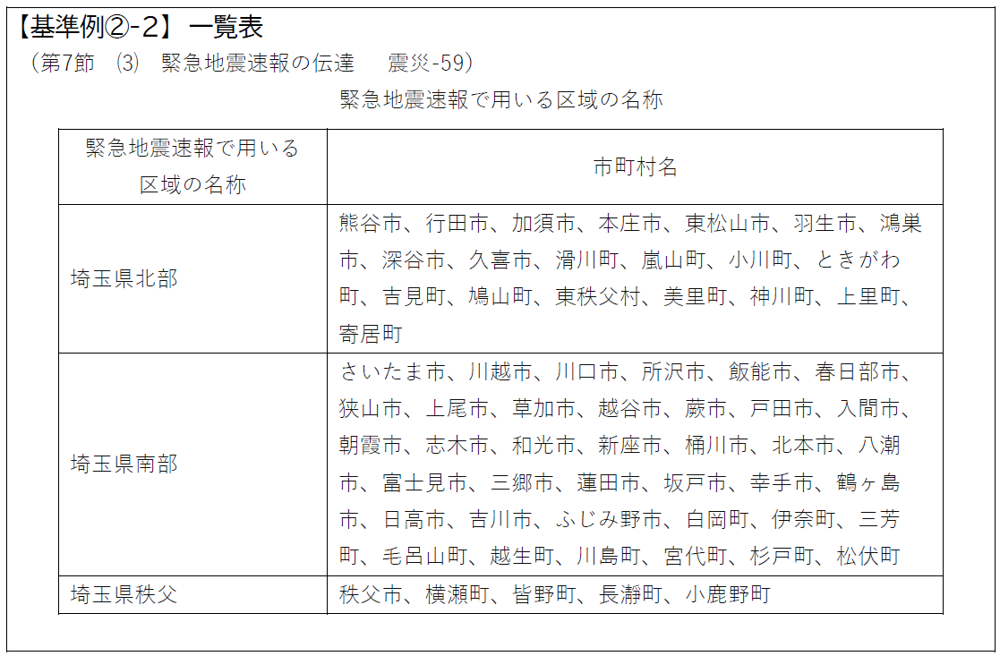 【基準例②-2】 一覧表
（第7節　⑶　緊急地震速報の伝達　 震災-59）
緊急地震速報で用いる区域の名称
緊急地震速報で用いる
区域の名称
市町村名
埼玉県北部
熊谷市、行田市、加須市、本庄市、東松山市、羽生市、鴻巣
市、深谷市、久喜市、滑川町、嵐山町、小川町、ときがわ
町、吉見町、鳩山町、東秩父村、美里町、神川町、上里町、
寄居町
埼玉県南部
さいたま市、川越市、川口市、所沢市、飯能市、春日部市、
狭山市、上尾市、草加市、越谷市、蕨市、戸田市、入間市、
朝霞市、志木市、和光市、新座市、桶川市、北本市、八潮
市、富士見市、三郷市、蓮田市、坂戸市、幸手市、鶴ヶ島
市、日高市、吉川市、ふじみ野市、白岡町、伊奈町、三芳
町、毛呂山町、越生町、川島町、宮代町、杉戸町、松伏町
埼玉県秩父
秩父市、横瀬町、皆野町、長瀞町、小鹿野町